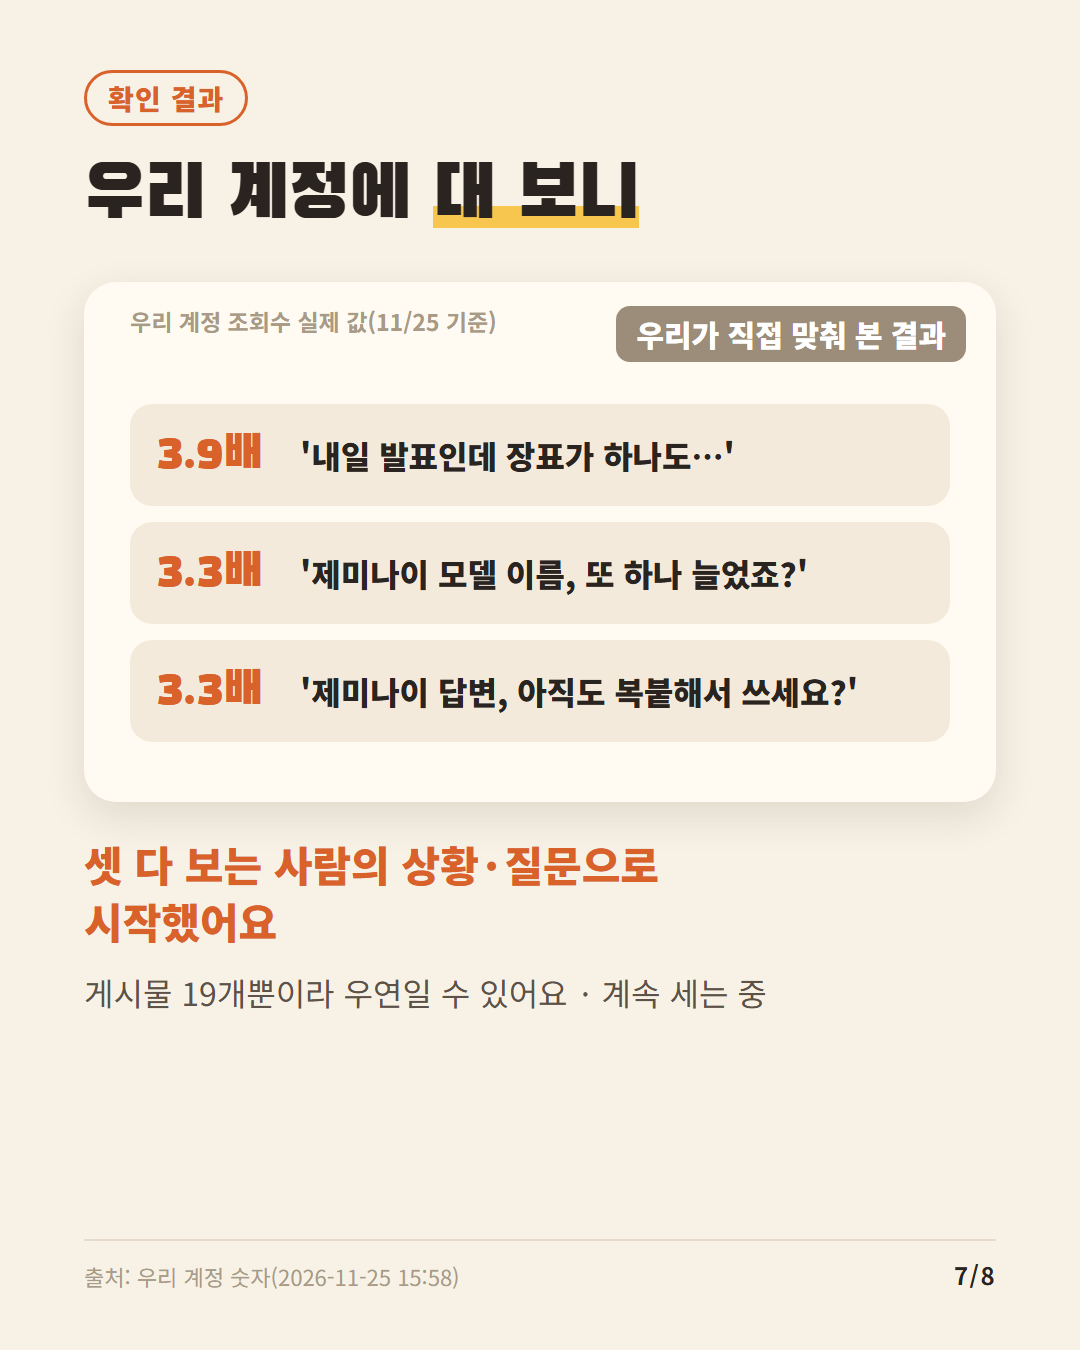 확인 결과
우리 계정에 대 보니
우리 계정 조회수 실제 값(11/25 기준)
우리가 직접 맞춰 본 결과
3.9배 '내일 발표인데 장표가 하나도…'
3.3배 '제미나이 모델 이름, 또 하나 늘었죠?'
3.3배 '제미나이 답변, 아직도 복붙해서 쓰세요?'
셋 다 보는 사람의 상황·질문으로
시작했어요
게시물 19개뿐이라 우연일 수 있어요 · 계속 세는 중
출처: 우리 계정 숫자(2026-11-25 15:58)
7/8